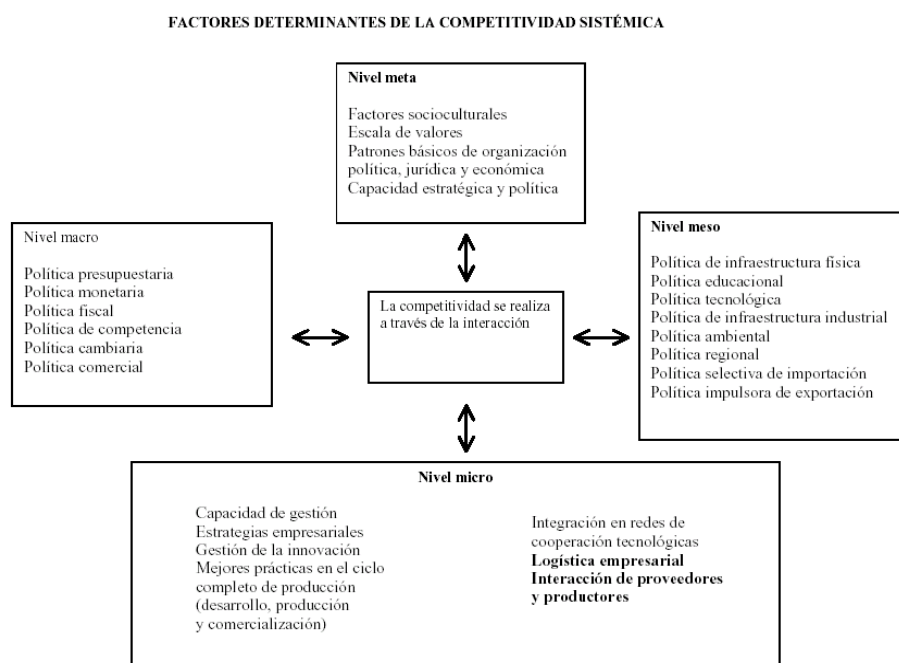 FACTORES DETERMINANTES DE LA COMPETITIVIDAD SISTÉMICA
Nivel meta
Factores socioculturales
Escala de valores
Patrones básicos de organización
política, jurídica y económica
Capacidad estratégica y política
Nivel macro
Política presupuestaria
Política monetaria
Política fiscal
Política de competencia
Política cambiaria
Política comercial
La competitividad se realiza
a través de la interacción
Nivel meso
Política de infraestructura física
Política educacional
Política tecnológica
Política de infraestructura industrial
Política ambiental
Política regional
Política selectiva de importación
Política impulsora de exportación
Nivel micro
Capacidad de gestión
Estrategias empresariales
Gestión de la innovación
Mejores prácticas en el ciclo
completo de producción
(desarrollo, producción
y comercialización)
Integración en redes de
cooperación tecnológicas
Logística empresarial
Interacción de proveedores
y productores